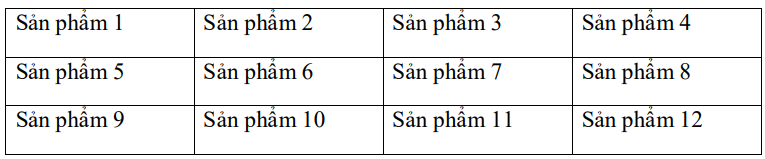 Sản phẩm 1 Sản phẩm 2 Sản phẩm 3 Sản phẩm 4
Sản phẩm 5 Sản phẩm 6 Sản phẩm 7 Sản phẩm 8
Sản phẩm 9 Sản phẩm 10 Sản phẩm 11 Sản phẩm 12